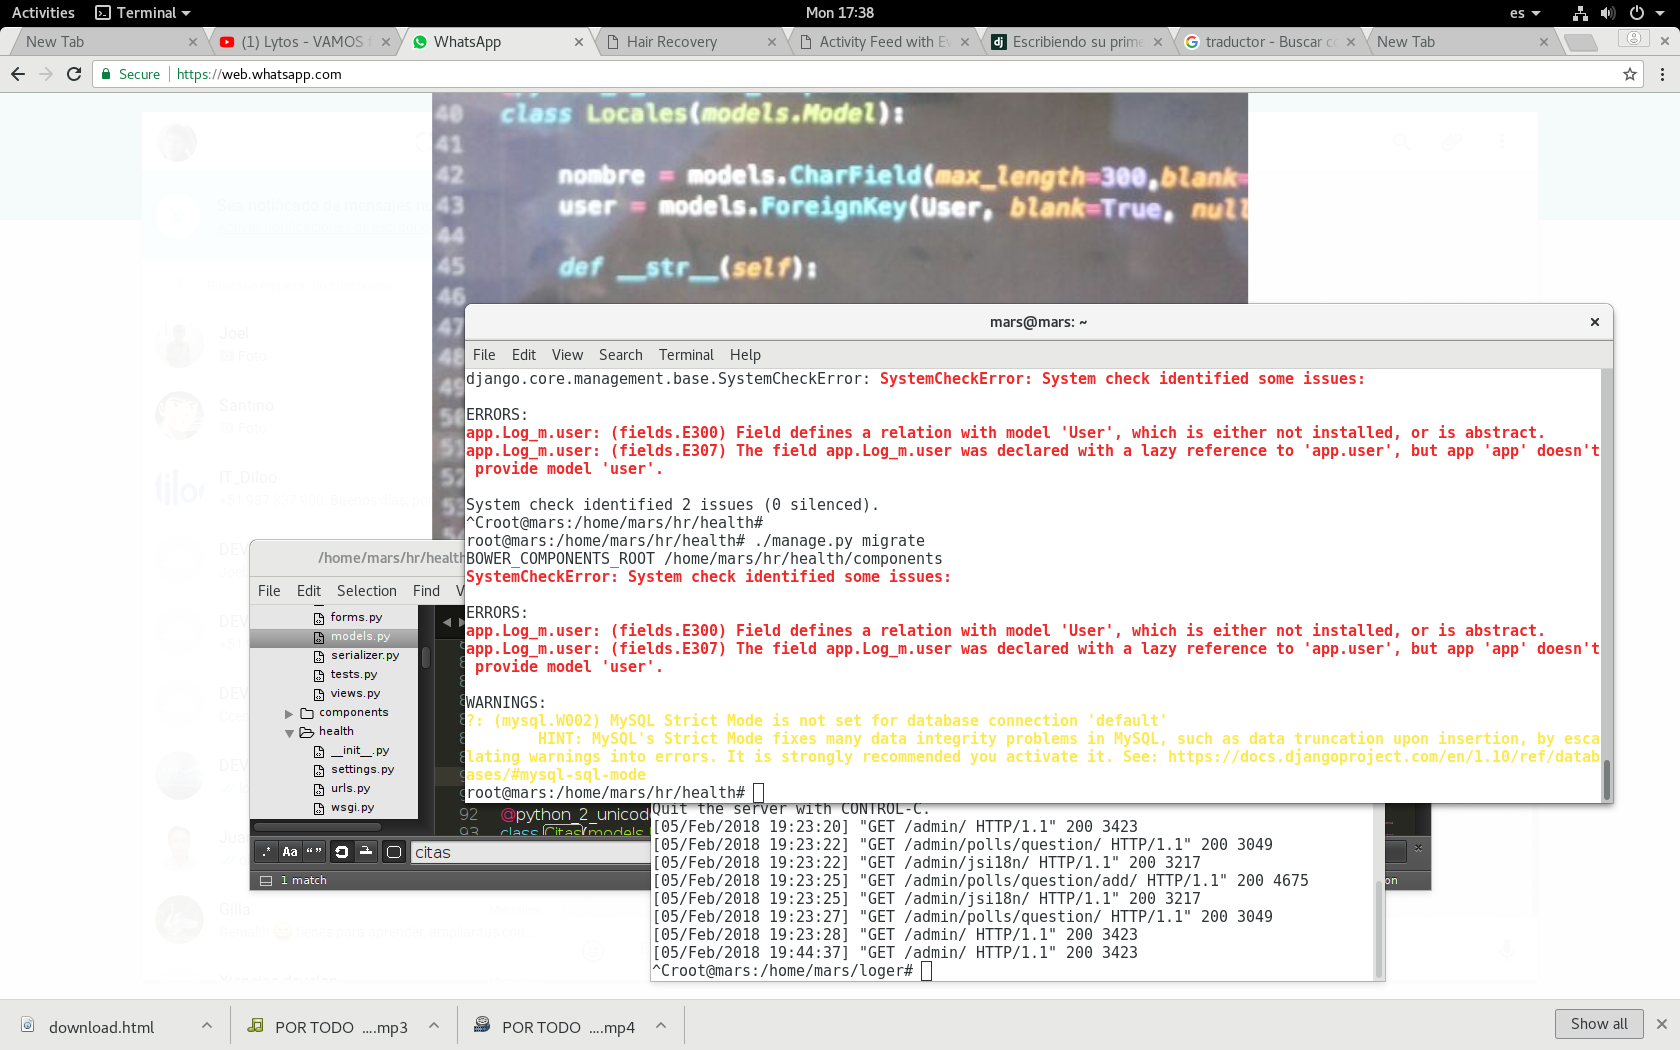 Activities Terminal Mon 17:38 es
New Tab (1) Lytos - VAMOS WhatsApp Hair Recovery Activity Feed with Escribiendo su prime traductor - Buscar New Tab
Secure https://web.whatsapp.com
40 class Locales(models.Model):
41
42 nombre = models.CharField(max_length=300,blank=
43 user = models.ForeignKey(User, blank=True, null
44
45 def __str__(self):
46
47
48
49
Joel
Foto
Santino
Foto
IT_Diloo
mars@mars: ~
File Edit View Search Terminal Help
django.core.management.base.SystemCheckError: SystemCheckError: System check identified some issues:
ERRORS:
app.Log_m.user: (fields.E300) Field defines a relation with model 'User', which is either not installed, or is abstract.
app.Log_m.user: (fields.E307) The field app.Log_m.user was declared with a lazy reference to 'app.user', but app 'app' doesn't
provide model 'user'.
System check identified 2 issues (0 silenced).
^Croot@mars:/home/mars/hr/health#
root@mars:/home/mars/hr/health# ./manage.py migrate
BOWER_COMPONENTS_ROOT /home/mars/hr/health/components
SystemCheckError: System check identified some issues:
ERRORS:
app.Log_m.user: (fields.E300) Field defines a relation with model 'User', which is either not installed, or is abstract.
app.Log_m.user: (fields.E307) The field app.Log_m.user was declared with a lazy reference to 'app.user', but app 'app' doesn't
provide model 'user'.
WARNINGS:
?: (mysql.W002) MySQL Strict Mode is not set for database connection 'default'
HINT: MySQL's Strict Mode fixes many data integrity problems in MySQL, such as data truncation upon insertion, by esca
lating warnings into errors. It is strongly recommended you activate it. See: https://docs.djangoproject.com/en/1.10/ref/datab
ases/#mysql-sql-mode
root@mars:/home/mars/hr/health#
/home/mars/hr/health
File Edit Selection Find V
forms.py
models.py
serializer.py
tests.py
views.py
components
health
__init__.py
settings.py
urls.py
wsgi.py
92 @python_2_unicod
93 class Citas(models.
.* Aa “” citas
1 match
Quit the server with CONTROL-C.
[05/Feb/2018 19:23:20] "GET /admin/ HTTP/1.1" 200 3423
[05/Feb/2018 19:23:22] "GET /admin/polls/question/ HTTP/1.1" 200 3049
[05/Feb/2018 19:23:22] "GET /admin/jsi18n/ HTTP/1.1" 200 3217
[05/Feb/2018 19:23:25] "GET /admin/polls/question/add/ HTTP/1.1" 200 4675
[05/Feb/2018 19:23:25] "GET /admin/jsi18n/ HTTP/1.1" 200 3217
[05/Feb/2018 19:23:27] "GET /admin/polls/question/ HTTP/1.1" 200 3049
[05/Feb/2018 19:23:28] "GET /admin/ HTTP/1.1" 200 3423
[05/Feb/2018 19:44:37] "GET /admin/ HTTP/1.1" 200 3423
^Croot@mars:/home/mars/loger#
on
Gilla
download.html POR TODO ....mp3 POR TODO ....mp4 Show all